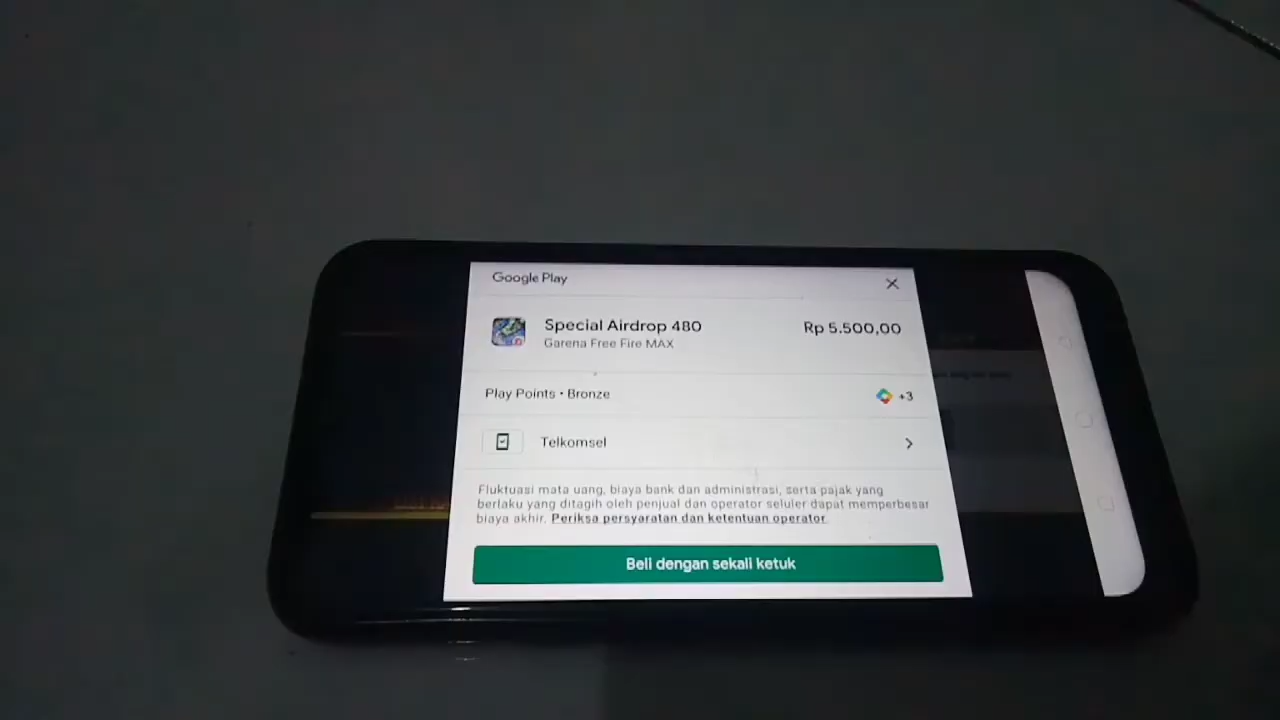 Google Play
Special Airdrop 480
Rp 5.500,00
Garena Free Fire MAX
Play Points • Bronze
+3
Telkomsel
Fluktuasi mata uang, biaya bank dan administrasi, serta pajak yang
berlaku yang ditagih oleh penjual dan operator seluler dapat memperbesar
biaya akhir. Periksa persyaratan dan ketentuan operator.
Beli dengan sekali ketuk